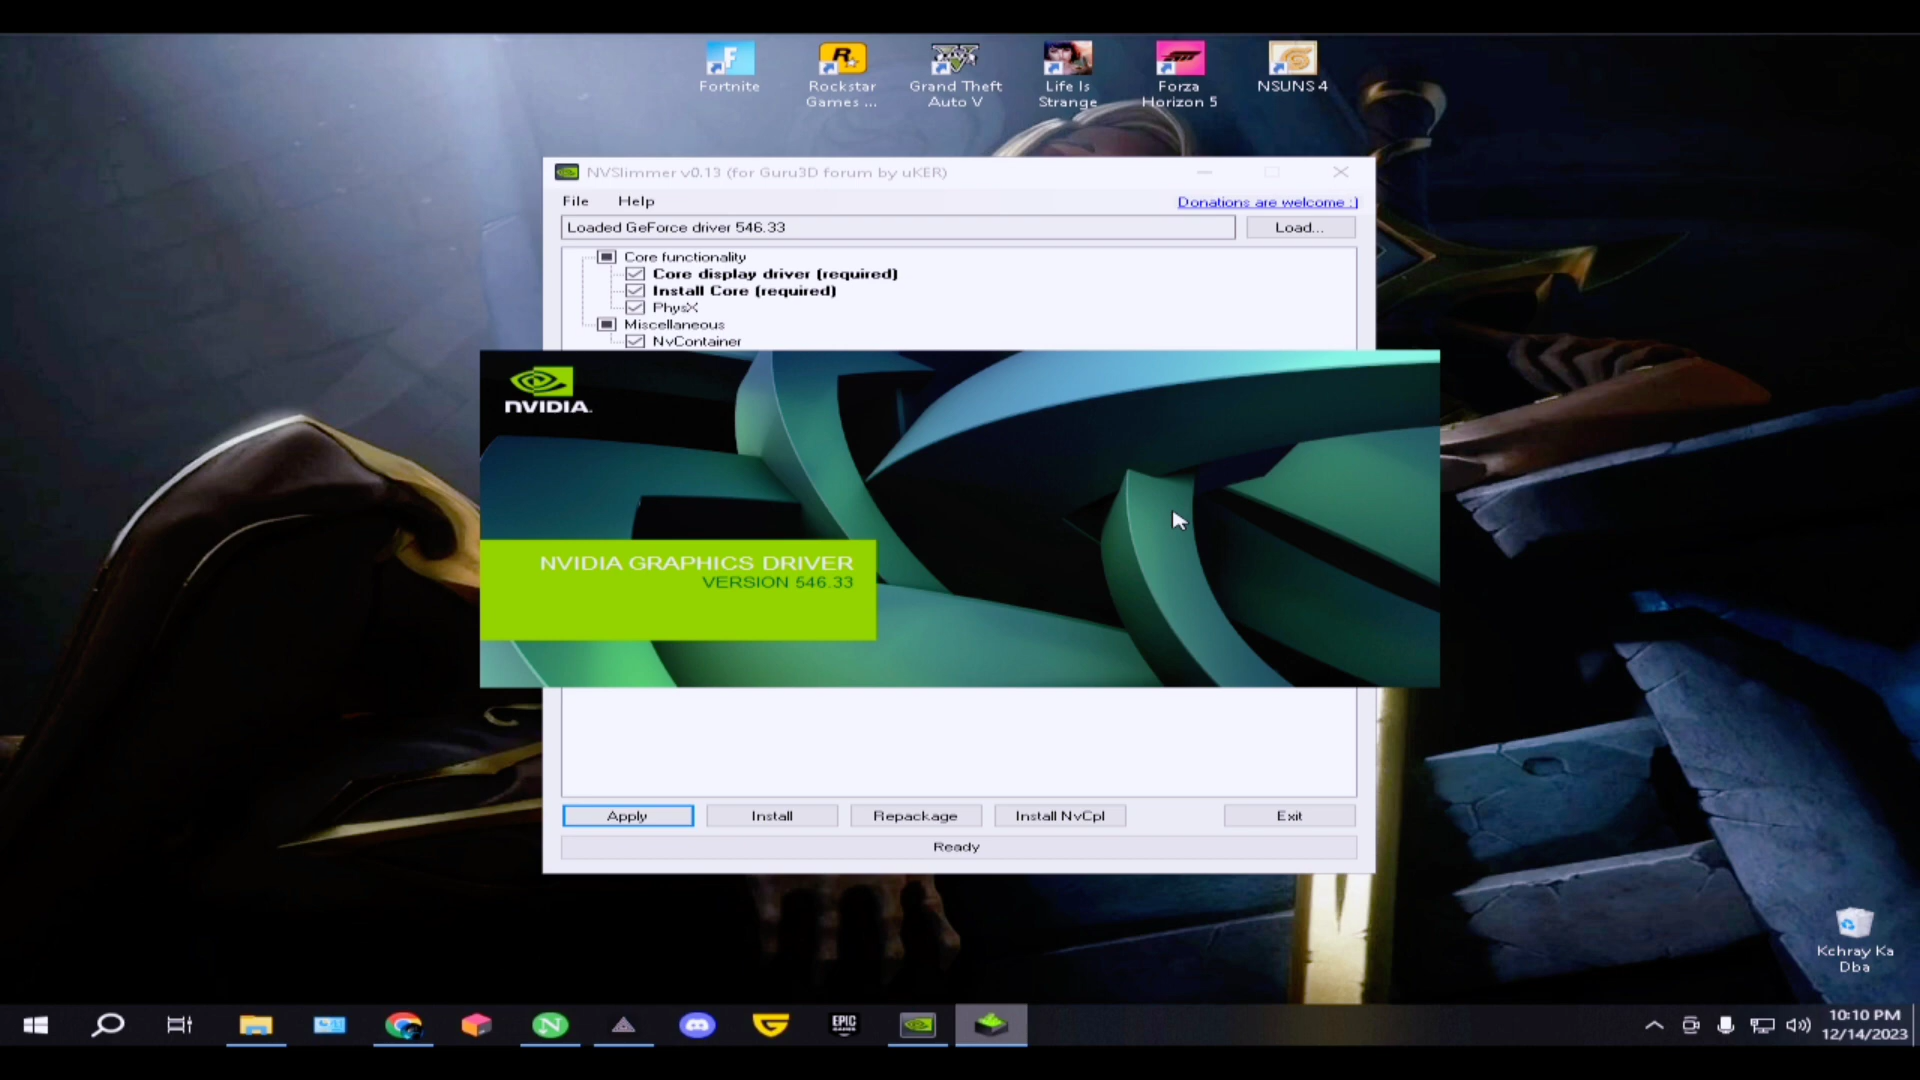 Fortnite
Rockstar
Games ...
Grand Theft
Auto V
Life Is
Strange
Forza
Horizon 5
NSUNS 4
NVSlimmer v0.13 (for Guru3D forum by uKER)
File
Help
Donations are welcome :)
Loaded GeForce driver 546.33
Load...
Core functionality
Core display driver (required)
Install Core (required)
PhysX
Miscellaneous
NvContainer
NVIDIA.
NVIDIA GRAPHICS DRIVER
VERSION 546.33
Apply
Install
Repackage
Install NvCpl
Exit
Ready
Kchray Ka
Dba
EPIC
GAMES
10:10 PM
12/14/2023